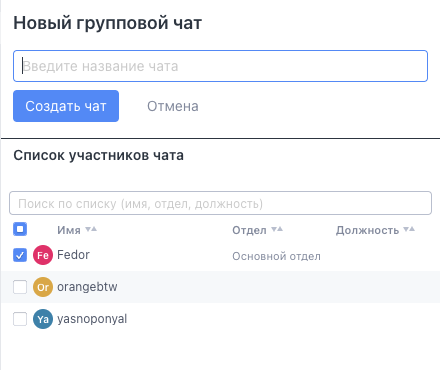 Новый групповой чат
Введите название чата
Создать чат Отмена
Список участников чата
Поиск по списку (имя, отдел, должность)
Имя Отдел Должность
Fe Fedor Основной отдел
Or orangebtw
Ya yasnoponyal